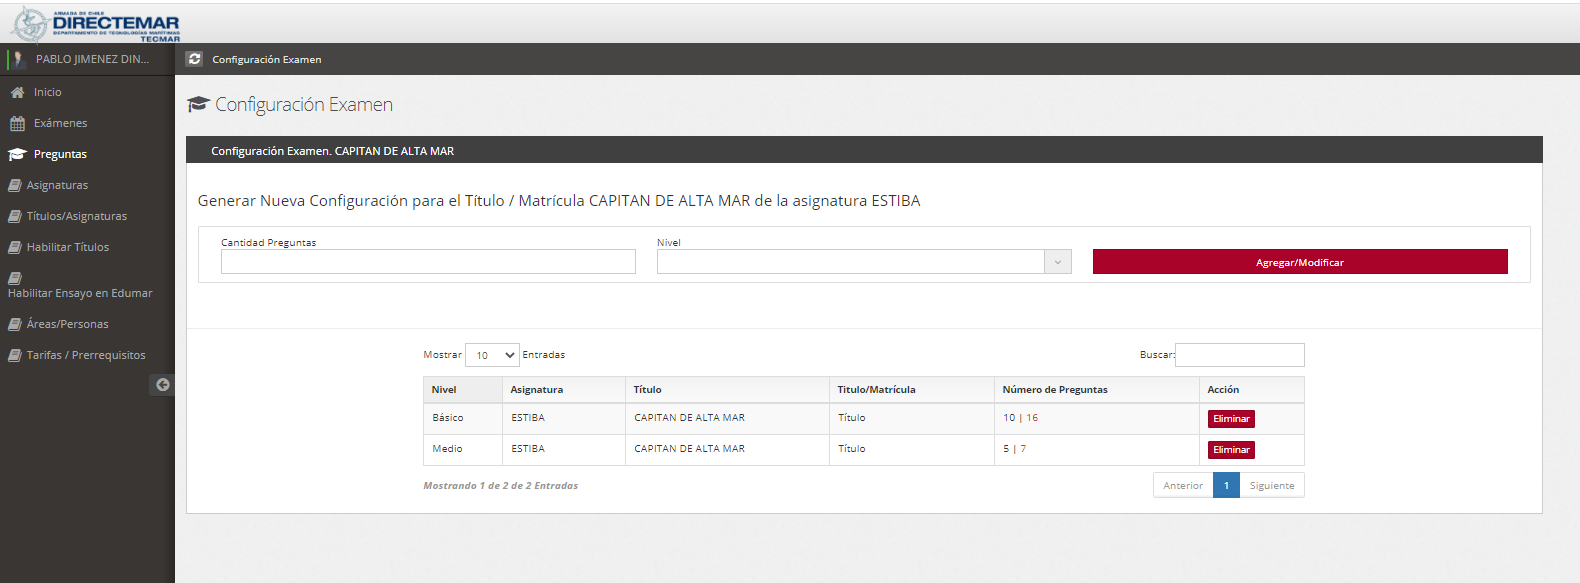 ARMADA DE CHILE
DIRECTEMAR
DEPARTAMENTO DE TECNOLOGÍAS MARÍTIMAS
TECMAR
PABLO JIMENEZ DIN...
Configuración Examen
Inicio
Exámenes
Preguntas
Asignaturas
Títulos/Asignaturas
Habilitar Títulos
Habilitar Ensayo en Edumar
Áreas/Personas
Tarifas / Prerrequisitos
Configuración Examen
Configuración Examen. CAPITAN DE ALTA MAR
Generar Nueva Configuración para el Título / Matrícula CAPITAN DE ALTA MAR de la asignatura ESTIBA
Cantidad Preguntas Nivel
Agregar/Modificar
Mostrar 10 Entradas Buscar:
Nivel Asignatura Título Titulo/Matrícula Número de Preguntas Acción
Básico ESTIBA CAPITAN DE ALTA MAR Título 10 | 16 Eliminar
Medio ESTIBA CAPITAN DE ALTA MAR Título 5 | 7 Eliminar
Mostrando 1 de 2 de 2 Entradas Anterior 1 Siguiente